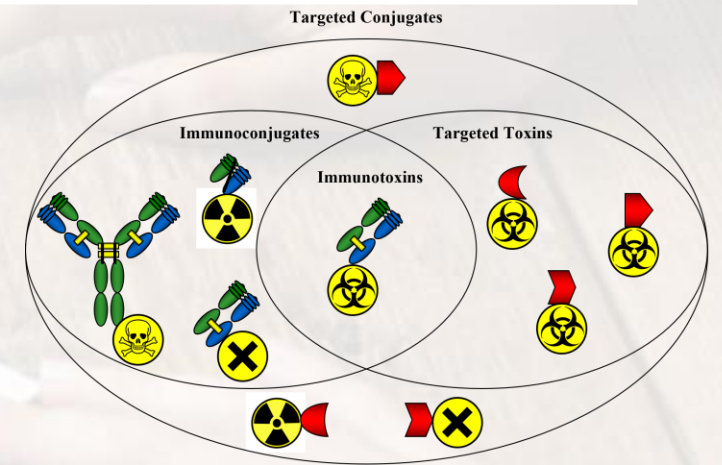 Targeted Conjugates
Immunoconjugates
Targeted Toxins
Immunotoxins